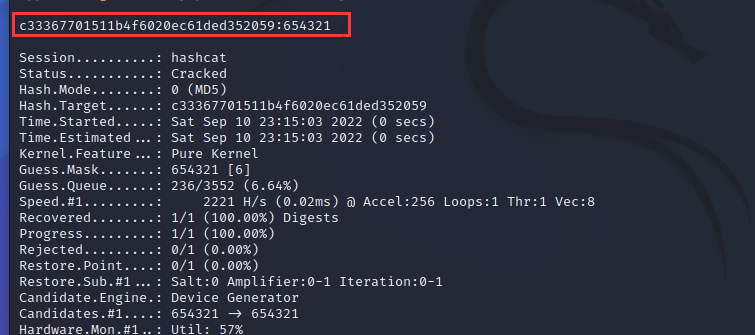 c33367701511b4f6020ec61ded352059:654321
Session..........: hashcat
Status...........: Cracked
Hash.Mode........: 0 (MD5)
Hash.Target......: c33367701511b4f6020ec61ded352059
Time.Started.....: Sat Sep 10 23:15:03 2022 (0 secs)
Time.Estimated...: Sat Sep 10 23:15:03 2022 (0 secs)
Kernel.Feature...: Pure Kernel
Guess.Mask.......: 654321 [6]
Guess.Queue......: 236/3552 (6.64%)
Speed.#1.........:     2221 H/s (0.02ms) @ Accel:256 Loops:1 Thr:1 Vec:8
Recovered........: 1/1 (100.00%) Digests
Progress.........: 1/1 (100.00%)
Rejected.........: 0/1 (0.00%)
Restore.Point....: 0/1 (0.00%)
Restore.Sub.#1...: Salt:0 Amplifier:0-1 Iteration:0-1
Candidate.Engine.: Device Generator
Candidates.#1....: 654321 -> 654321
Hardware.Mon.#1..: Util: 57%